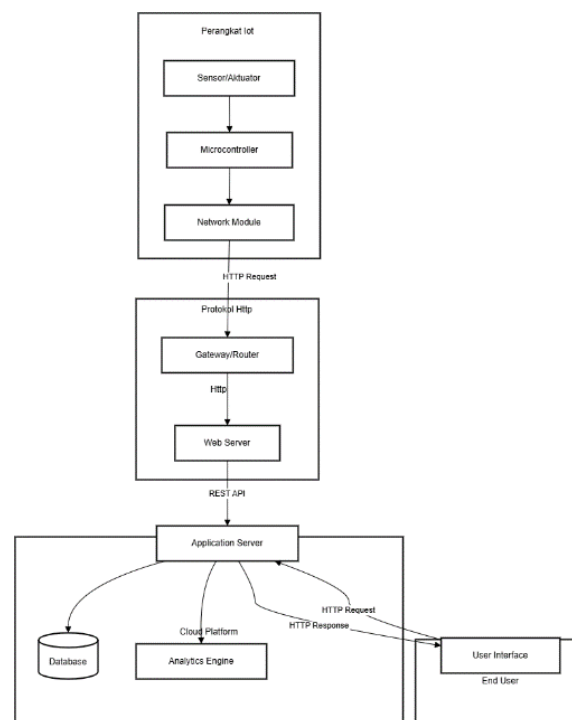 Perangkat Iot
Sensor/Aktuator
Microcontroller
Network Module
HTTP Request
Protokol Http
Gateway/Router
Http
Web Server
REST API
Application Server
HTTP Request
HTTP Response
Cloud Platform
Database
Analytics Engine
User Interface
End User